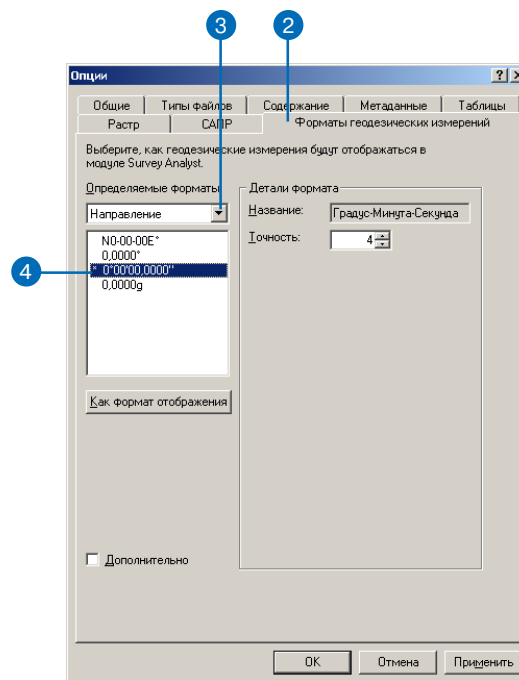 3 2
Опции
Общие Типы файлов Содержание Метаданные Таблицы
Растр САПР Форматы геодезических измерений
Выберите, как геодезические измерения будут отображаться в
модуле Survey Analyst.
Определяемые форматы Детали формата
Направление Название: Градус-Минута-Секунда
Точность: 4
N0-00-00E*
0,0000°
4 * 0°00'00,0000"
0,0000g
Как формат отображения
Дополнительно
OK Отмена Применить